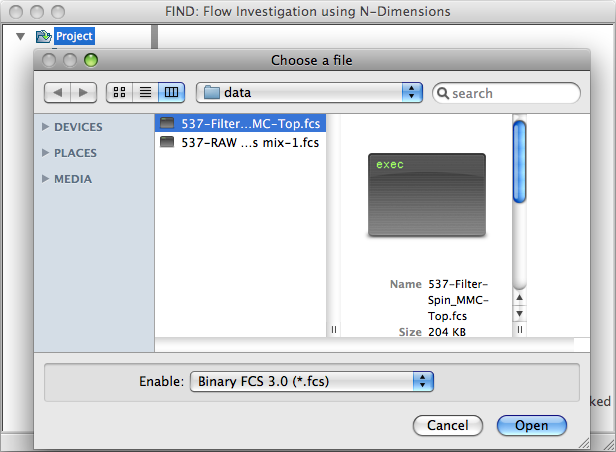 FIND: Flow Investigation using N-Dimensions
Project
Choose a file
data
search
DEVICES
PLACES
MEDIA
537-Filter...MC-Top.fcs
537-RAW ...s mix-1.fcs
exec
Name 537-Filter-
Spin_MMC-
Top.fcs
Size 204 KB
Enable: Binary FCS 3.0 (*.fcs)
ked
Cancel Open